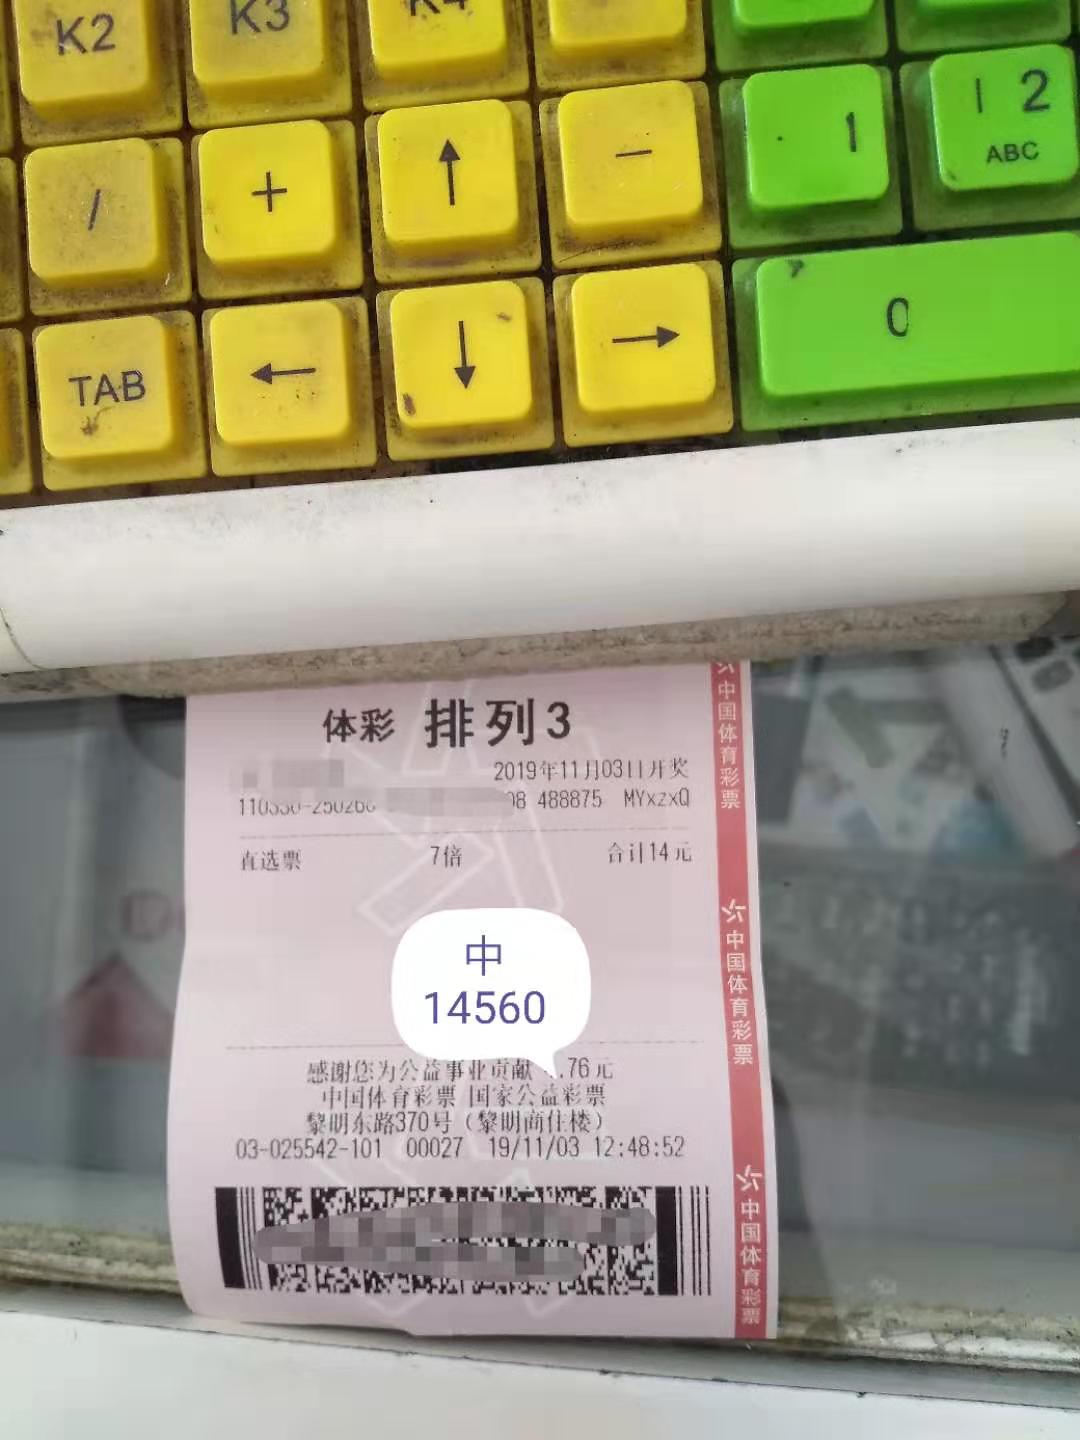 K2
K3
K4
/
+
↑
−
· 1
| 2
ABC
TAB
←
↓
→
0
体彩 排列3
2019年11月03日开奖
488875 MYxzxQ
直选票 7倍 合计14元
中
14560
感谢您为公益事业贡献 .76元
中国体育彩票 国家公益彩票
黎明东路370号（黎明商住楼）
03-025542-101 00027 19/11/03 12:48:52
中国体育彩票
中国体育彩票
中国体育彩票